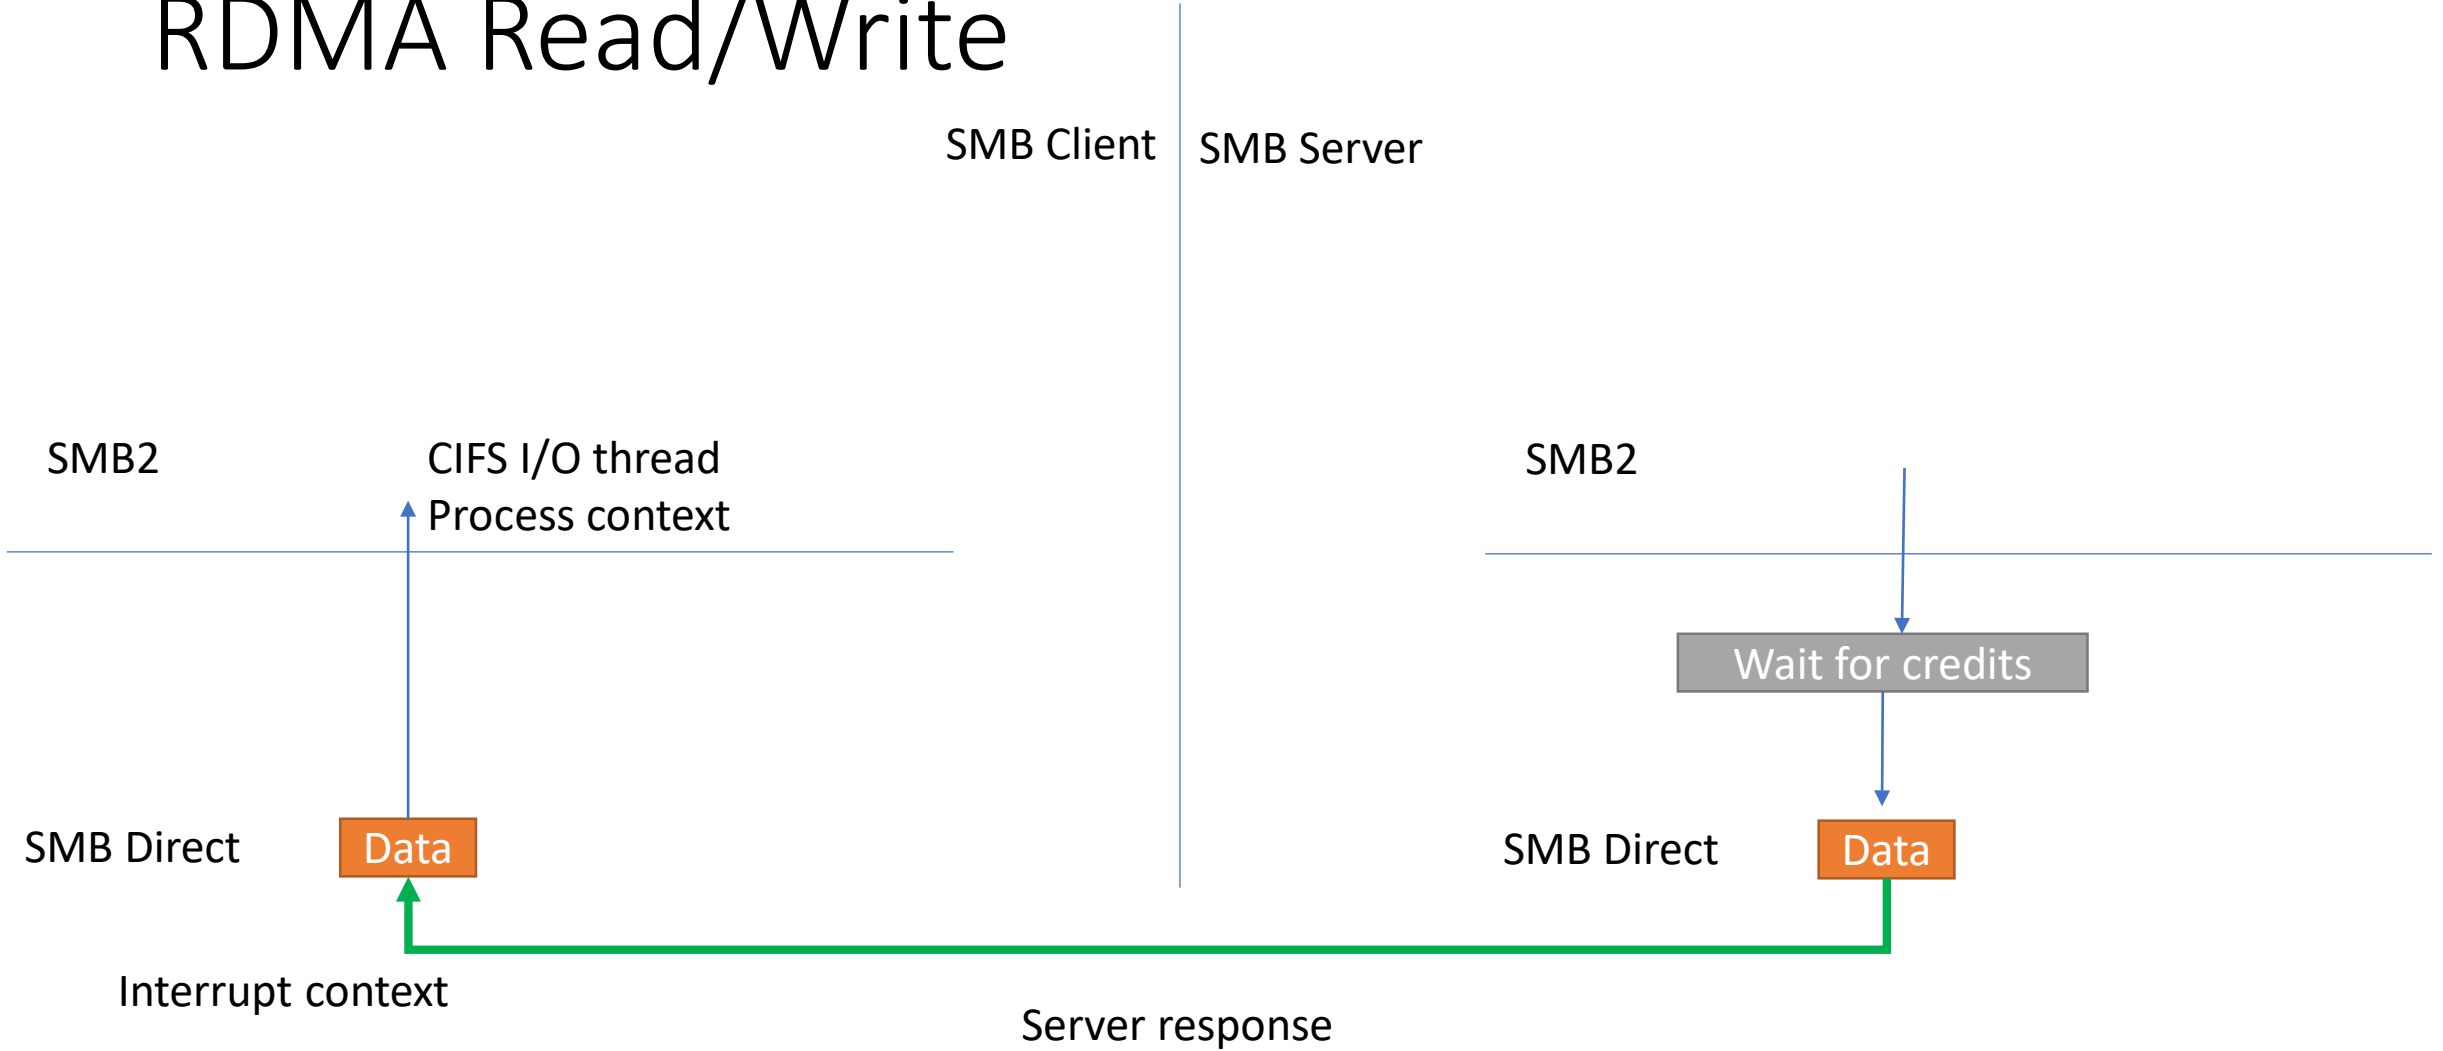 RDMA Read/Write
SMB Client
SMB Server
SMB2
CIFS I/O thread
Process context
SMB2
Wait for credits
SMB Direct
Data
SMB Direct
Data
Interrupt context
Server response